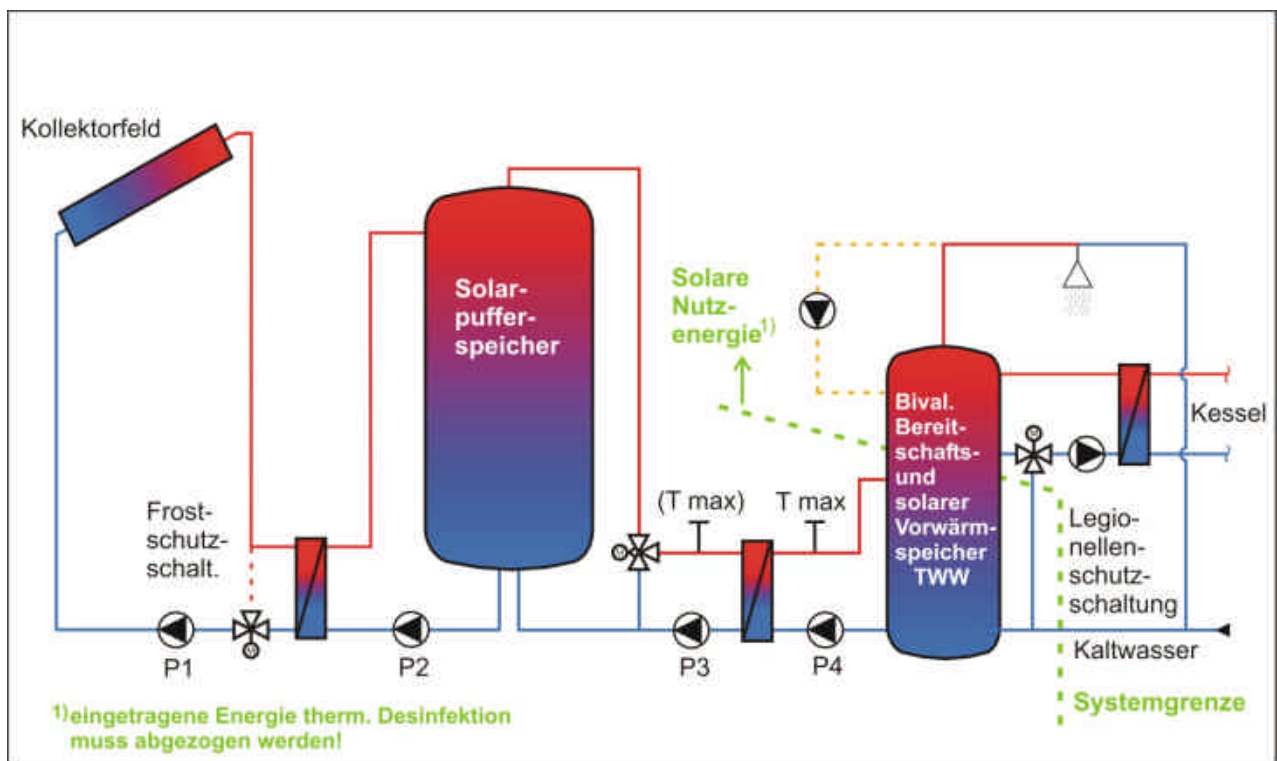 Kollektorfeld
Solar-
puffer-
speicher
Solare
Nutz-
energie1)
Bival.
Bereit-
schafts-
und
solarer
Vorwärm-
speicher
TWW
Kessel
(T max)
T max
Frost-
schutz-
schalt.
Legio-
nellen-
schutz-
schaltung
P1
P2
P3
P4
Kaltwasser
Systemgrenze
1) eingetragene Energie therm. Desinfektion
muss abgezogen werden!